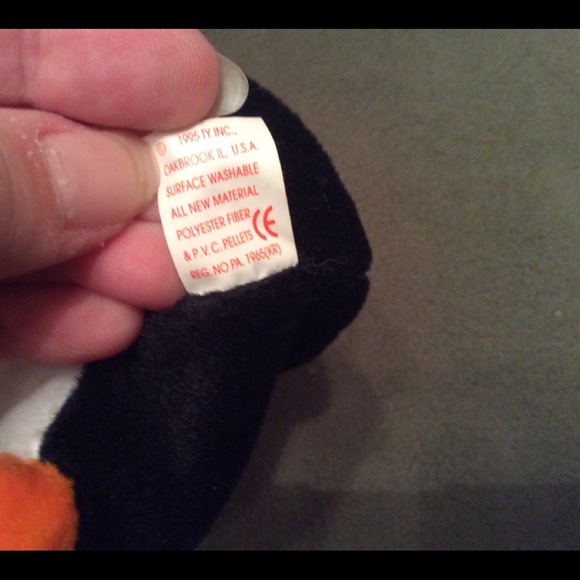 © 1995 TY INC.,
OAKBROOK IL, U.S.A.
SURFACE WASHABLE
ALL NEW MATERIAL
POLYESTER FIBER
& P.V.C. PELLETS CE
REG. NO PA. 1965(KR)